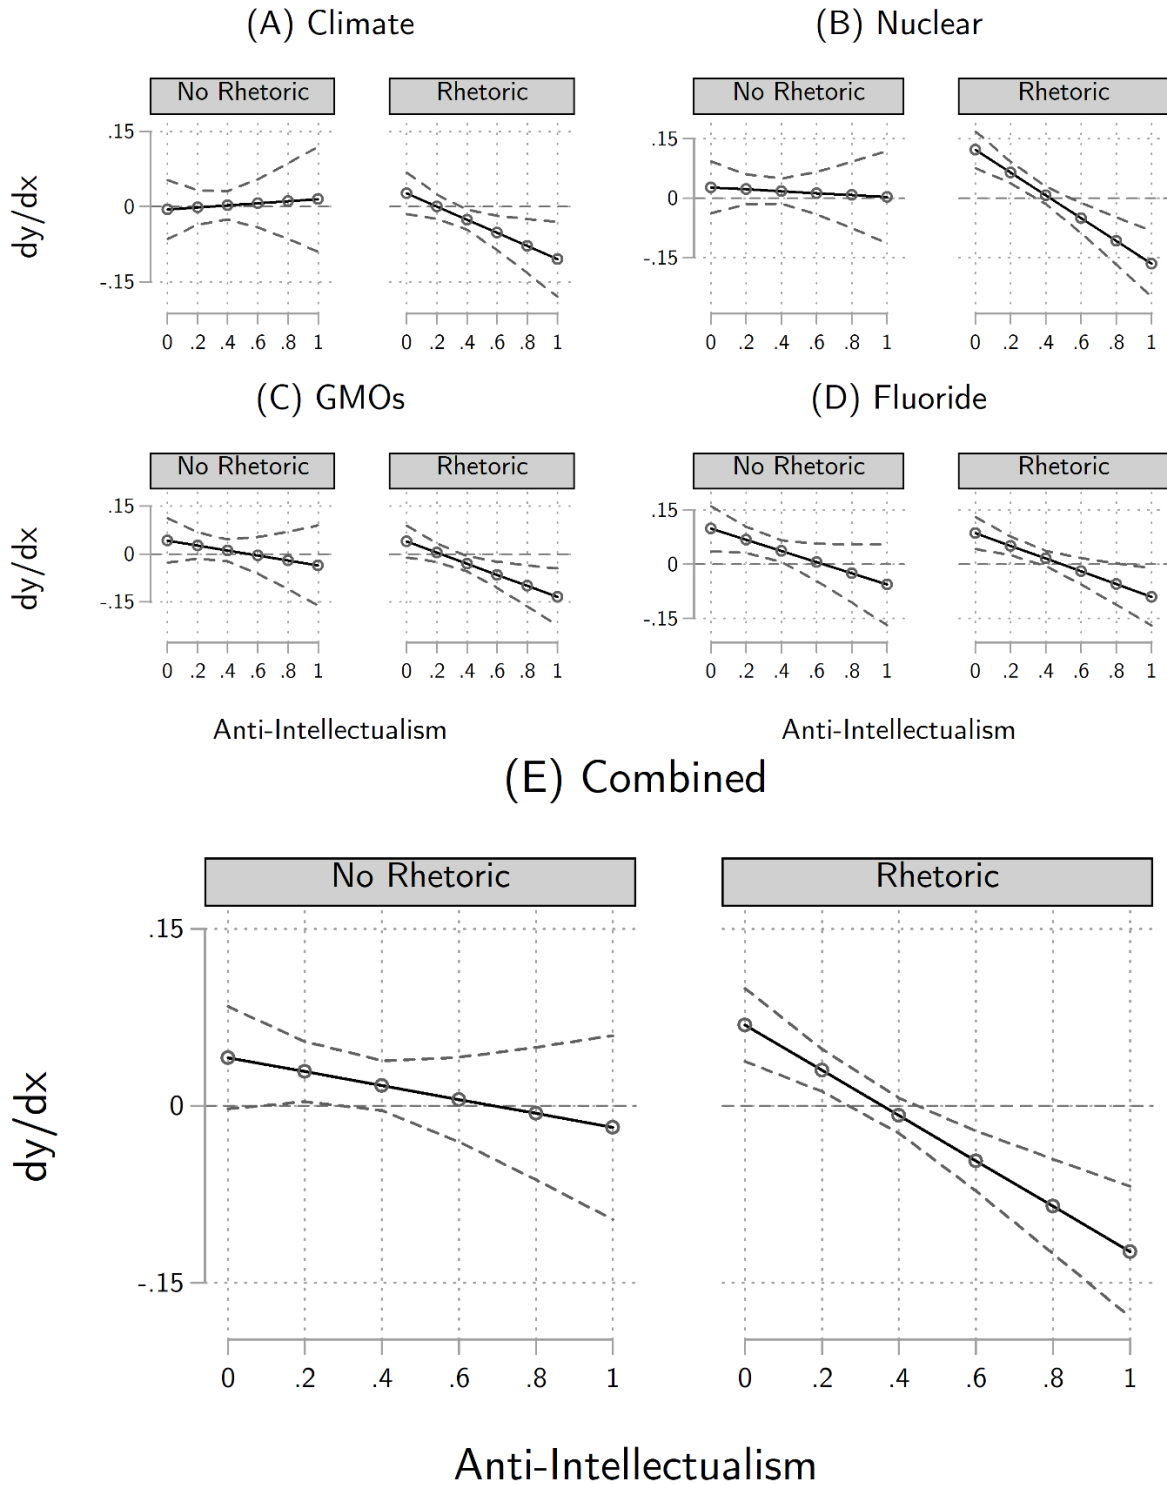 (A) Climate (B) Nuclear
No Rhetoric Rhetoric No Rhetoric Rhetoric
dy/dx
.15 .15
0 0
-.15 -.15
0 .2 .4 .6 .8 1 0 .2 .4 .6 .8 1 0 .2 .4 .6 .8 1 0 .2 .4 .6 .8 1
(C) GMOs (D) Fluoride
No Rhetoric Rhetoric No Rhetoric Rhetoric
dy/dx
.15 .15
0 0
-.15 -.15
0 .2 .4 .6 .8 1 0 .2 .4 .6 .8 1 0 .2 .4 .6 .8 1 0 .2 .4 .6 .8 1
Anti-Intellectualism Anti-Intellectualism
(E) Combined
No Rhetoric Rhetoric
dy/dx
.15
0
-.15
0 .2 .4 .6 .8 1 0 .2 .4 .6 .8 1
Anti-Intellectualism